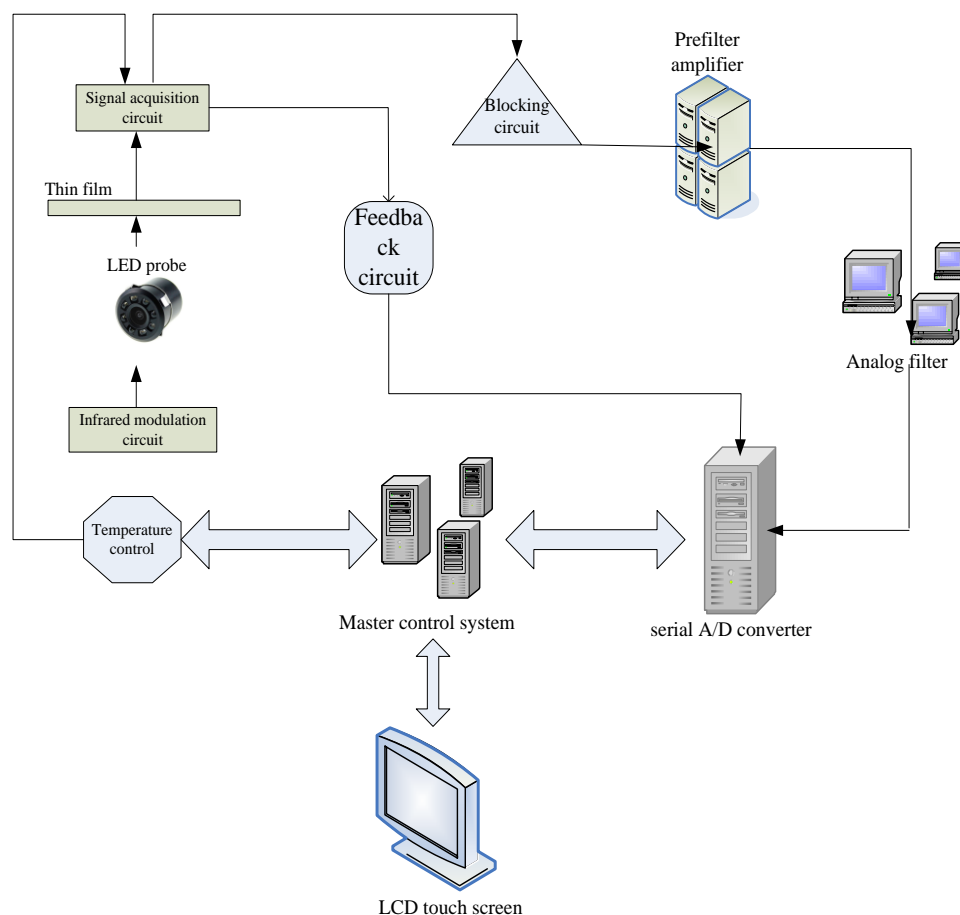 Prefilter
amplifier
Signal acquisition
circuit
Blocking
circuit
Thin film
Feedba
ck
circuit
LED probe
Analog filter
Infrared modulation
circuit
Temperature
control
Master control system
serial A/D converter
LCD touch screen